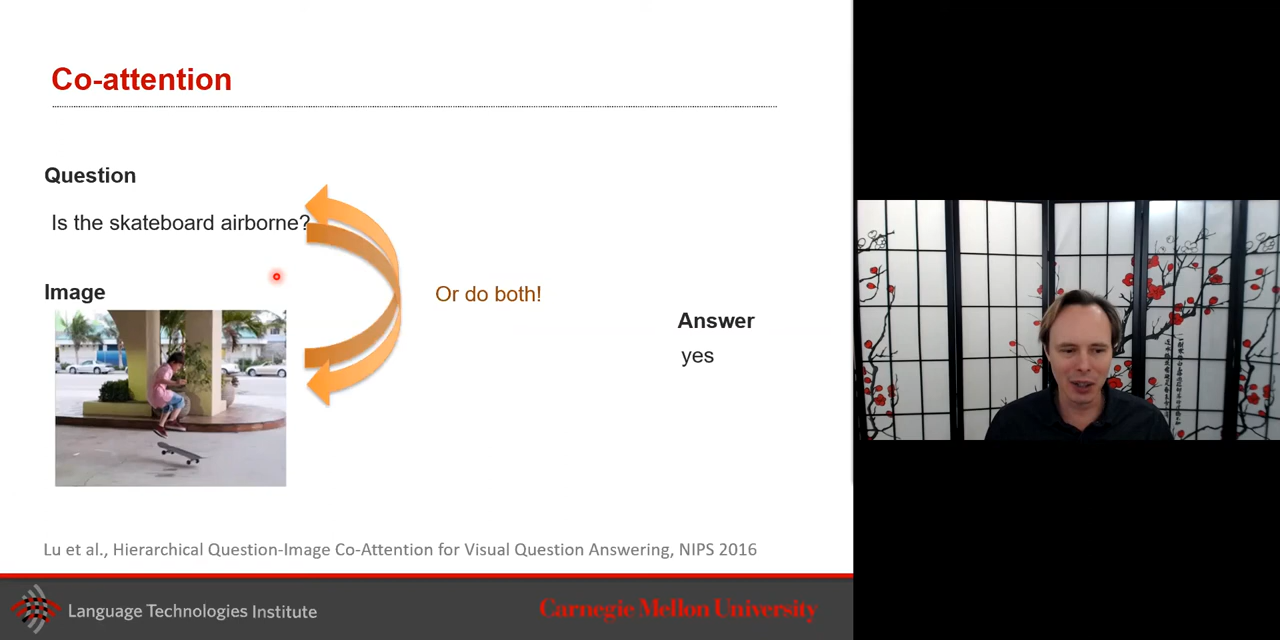 Co-attention
Question
Is the skateboard airborne?
Image
Or do both!
Answer
yes
Lu et al., Hierarchical Question-Image Co-Attention for Visual Question Answering, NIPS 2016
Language Technologies Institute
Carnegie Mellon University